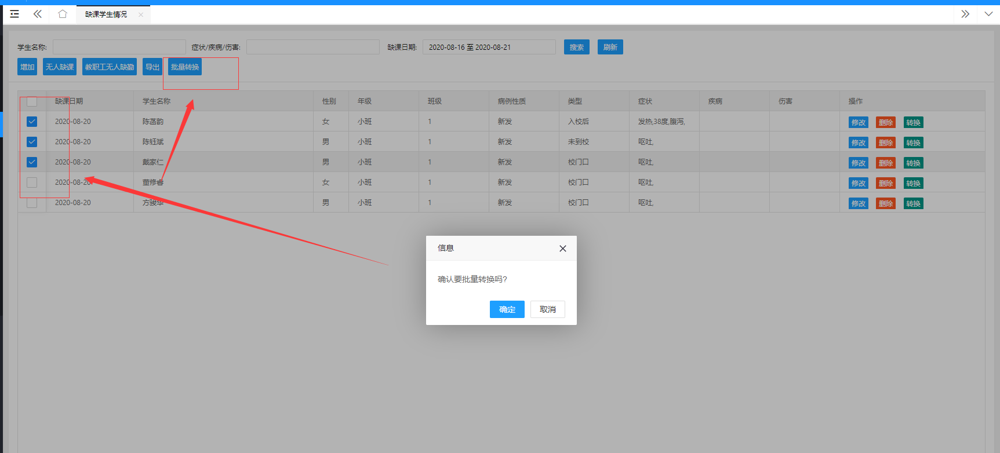 缺课学生情况
学生名称: 症状/疾病/伤害: 缺课日期: 2020-08-16 至 2020-08-21 搜索 刷新
增加 无人缺课 教职工无人缺勤 导出 批量转换
缺课日期 学生名称 性别 年级 班级 病例性质 类型 症状 疾病 伤害 操作
2020-08-20 陈菡韵 女 小班 1 新发 入校后 发热,38度,腹泻, 修改 删除 转换
2020-08-20 陈钰斌 男 小班 1 新发 未到校 呕吐, 修改 删除 转换
2020-08-20 戴家仁 男 小班 1 新发 校门口 呕吐, 修改 删除 转换
2020-08-20 董修睿 女 小班 1 新发 校门口 呕吐, 修改 删除 转换
2020-08-20 方骏华 男 小班 1 新发 校门口 呕吐, 修改 删除 转换
信息
确认要批量转换吗?
确定 取消